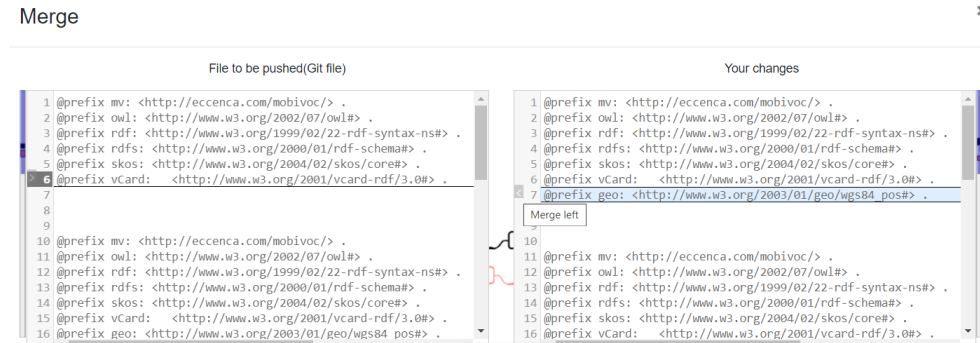 Merge
File to be pushed(Git file)
1 @prefix mv: <http://eccenca.com/mobivoc/> .
2 @prefix owl: <http://www.w3.org/2002/07/owl#> .
3 @prefix rdf: <http://www.w3.org/1999/02/22-rdf-syntax-ns#> .
4 @prefix rdfs: <http://www.w3.org/2000/01/rdf-schema#> .
5 @prefix skos: <http://www.w3.org/2004/02/skos/core#> .
6 @prefix vCard:   <http://www.w3.org/2001/vcard-rdf/3.0#> .
7
8
9
10 @prefix mv: <http://eccenca.com/mobivoc/> .
11 @prefix owl: <http://www.w3.org/2002/07/owl#> .
12 @prefix rdf: <http://www.w3.org/1999/02/22-rdf-syntax-ns#> .
13 @prefix rdfs: <http://www.w3.org/2000/01/rdf-schema#> .
14 @prefix skos: <http://www.w3.org/2004/02/skos/core#> .
15 @prefix vCard:   <http://www.w3.org/2001/vcard-rdf/3.0#> .
16 @prefix geo: <http://www.w3.org/2003/01/geo/wgs84_pos#> .
Your changes
1 @prefix mv: <http://eccenca.com/mobivoc/> .
2 @prefix owl: <http://www.w3.org/2002/07/owl#> .
3 @prefix rdf: <http://www.w3.org/1999/02/22-rdf-syntax-ns#> .
4 @prefix rdfs: <http://www.w3.org/2000/01/rdf-schema#> .
5 @prefix skos: <http://www.w3.org/2004/02/skos/core#> .
6 @prefix vCard:   <http://www.w3.org/2001/vcard-rdf/3.0#> .
7 @prefix geo: <http://www.w3.org/2003/01/geo/wgs84_pos#> .
Merge left
9
10
11 @prefix mv: <http://eccenca.com/mobivoc/> .
12 @prefix owl: <http://www.w3.org/2002/07/owl#> .
13 @prefix rdf: <http://www.w3.org/1999/02/22-rdf-syntax-ns#> .
14 @prefix rdfs: <http://www.w3.org/2000/01/rdf-schema#> .
15 @prefix skos: <http://www.w3.org/2004/02/skos/core#> .
16 @prefix vCard:   <http://www.w3.org/2001/vcard-rdf/3.0#> .